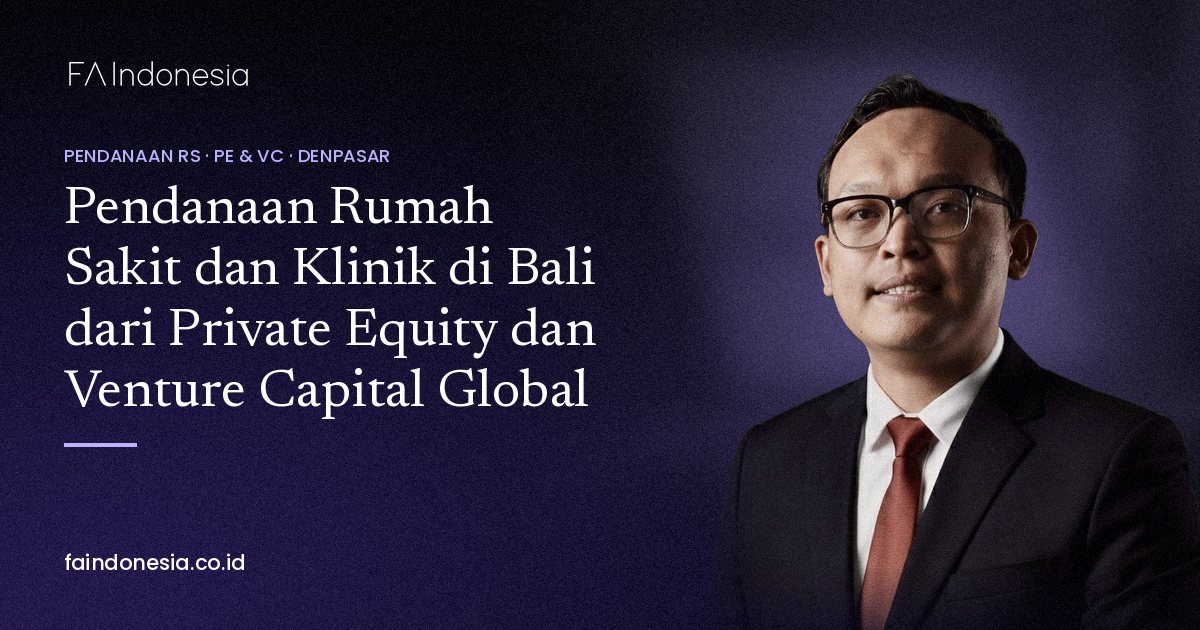 FA Indonesia
PENDANAAN RS · PE & VC · DENPASAR
Pendanaan Rumah
Sakit dan Klinik di Bali
dari Private Equity dan
Venture Capital Global
faindonesia.co.id